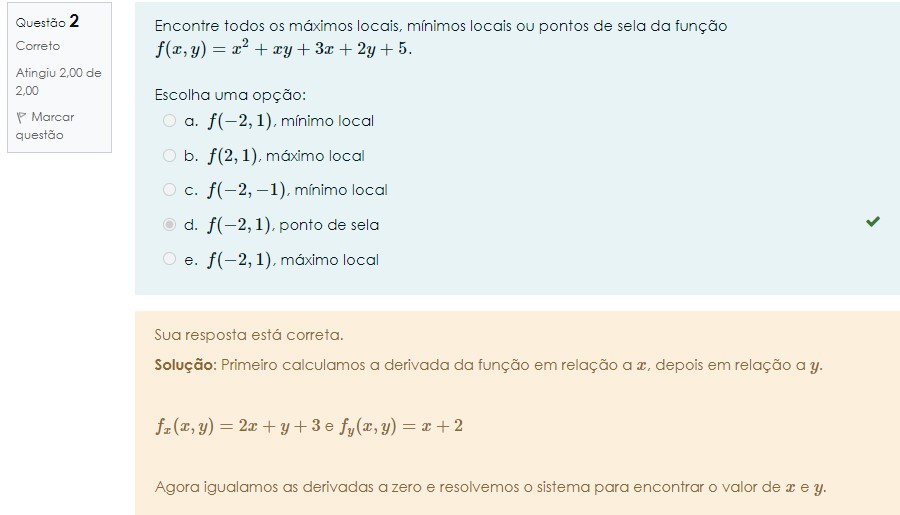 Questão 2
Correto
Atingiu 2,00 de
2,00
Marcar
questão
Encontre todos os máximos locais, mínimos locais ou pontos de sela da função
f(x, y) = x² + xy + 3x + 2y + 5.
Escolha uma opção:
a. f(−2, 1), mínimo local
b. f(2, 1), máximo local
c. f(−2, −1), mínimo local
d. f(−2, 1), ponto de sela
e. f(−2, 1), máximo local
Sua resposta está correta.
Solução: Primeiro calculamos a derivada da função em relação a x, depois em relação a y.
fₓ(x, y) = 2x + y + 3 e f_y(x, y) = x + 2
Agora igualamos as derivadas a zero e resolvemos o sistema para encontrar o valor de x e y.